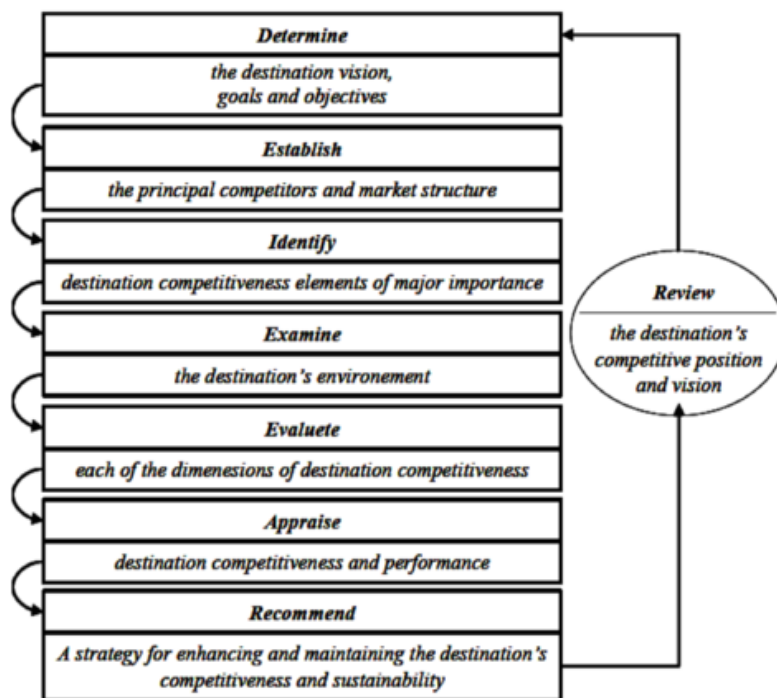 Determine
the destination vision,
goals and objectives
Establish
the principal competitors and market structure
Identify
destination competitiveness elements of major importance
Examine
the destination's environement
Evaluete
each of the dimenesions of destination competitiveness
Appraise
destination competitiveness and performance
Recommend
A strategy for enhancing and maintaining the destination's
competitiveness and sustainability
Review
the destination's
competitive position
and vision